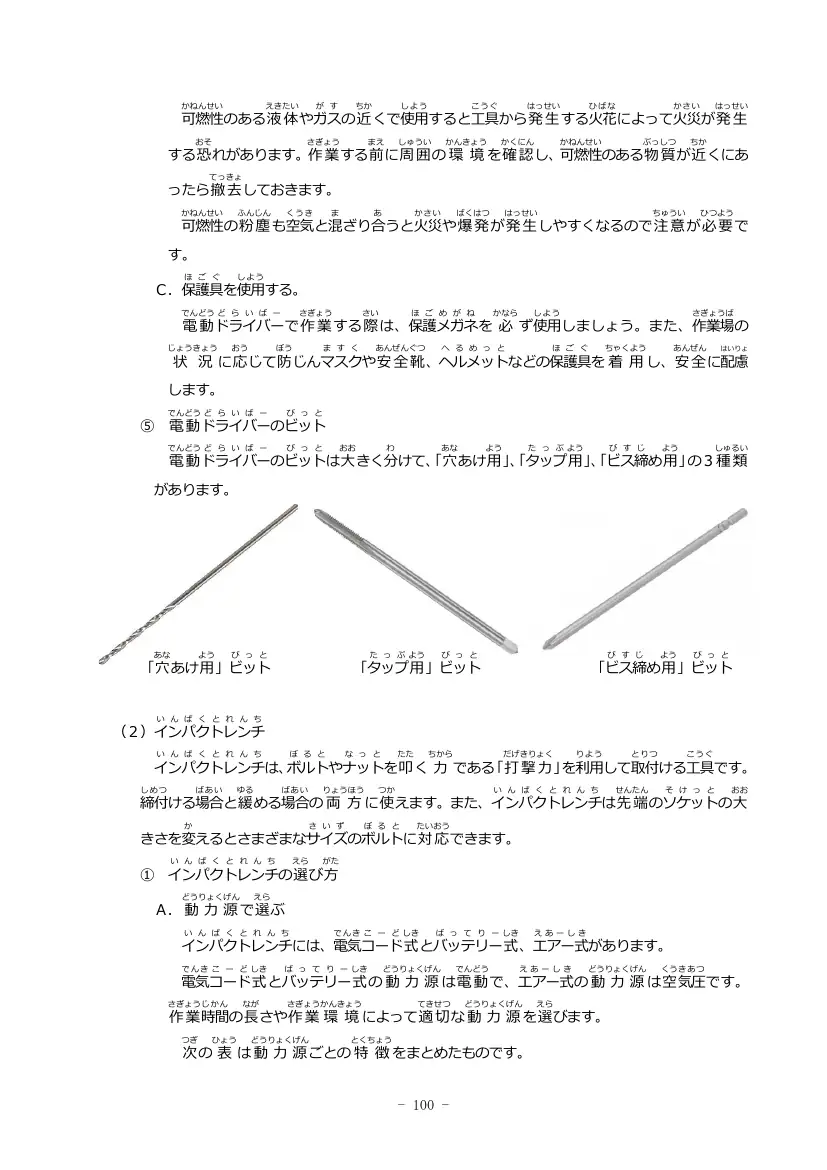 可燃性のある液体やガスの近くで使用すると工具から発生する火花によって火災が発生
する恐れがあります。作業する前に周囲の環境を確認し、可燃性のある物質が近くにあ
ったら撤去しておきます。
可燃性の粉塵も空気と混ざり合うと火災や爆発が発生しやすくなるので注意が必要で
す。
C. 保護具を使用する。
電動ドライバーで作業する際は、保護メガネを必ず使用しましょう。また、作業場の
状況に応じて防じんマスクや安全靴、ヘルメットなどの保護具を着用し、安全に配慮
します。
⑤ 電動ドライバーのビット
電動ドライバーのビットは大きく分けて、「穴あけ用」、「タップ用」、「ビス締め用」の3種類
があります。
「穴あけ用」ビット 「タップ用」ビット 「ビス締め用」ビット
(2)インパクトレンチ
インパクトレンチは、ボルトやナットを叩く力である「打撃力」を利用して取付ける工具です。
締付ける場合と緩める場合の両方に使えます。また、インパクトレンチは先端のソケットの大
きさを変えるとさまざまなサイズのボルトに対応できます。
① インパクトレンチの選び方
A. 動力源で選ぶ
インパクトレンチには、電気コード式とバッテリー式、エアー式があります。
電気コード式とバッテリー式の動力源は電動で、エアー式の動力源は空気圧です。
作業時間の長さや作業環境によって適切な動力源を選びます。
次の表は動力源ごとの特徴をまとめたものです。
- 100 -